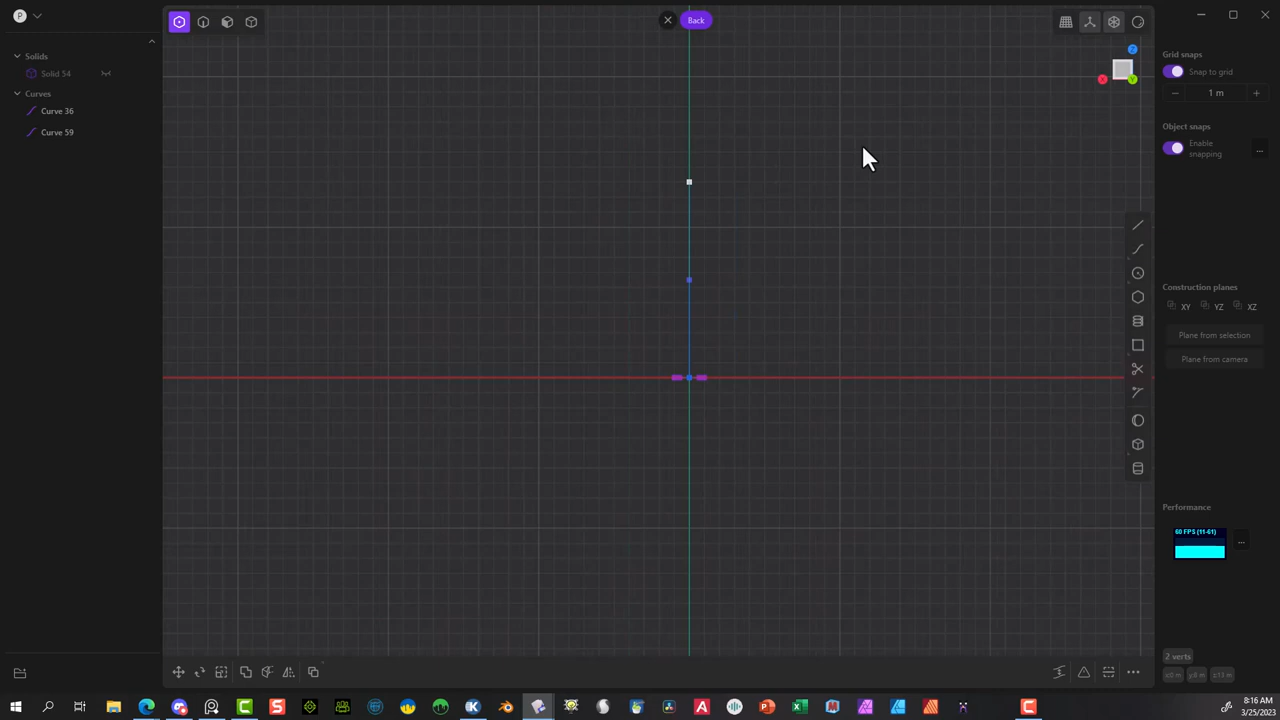 P
Back
Solids
Solid 54
Curves
Curve 36
Curve 59
Z
X
Y
Grid snaps
Snap to grid
1 m
Object snaps
Enable
snapping
...
Construction planes
XY
YZ
XZ
Plane from selection
Plane from camera
Performance
60 FPS (11-61)
...
2 verts
8:16 AM
3/25/2023